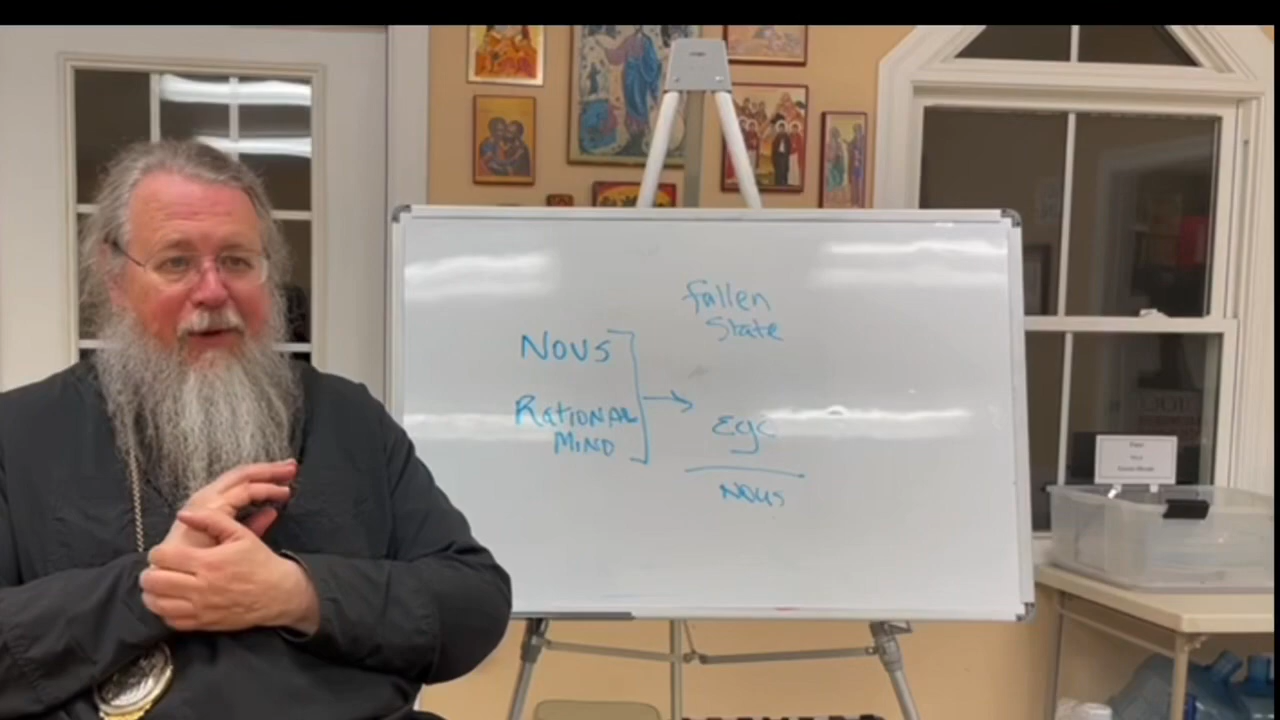 fallen
State
NOUS
RATIONAL
MIND
ego
NOUS